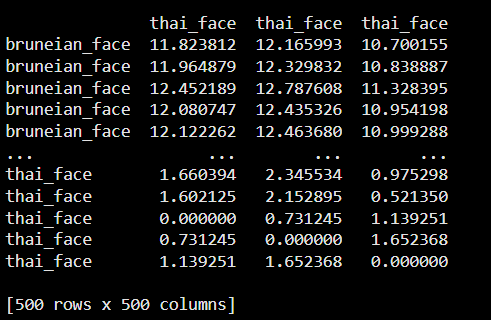 thai_face thai_face thai_face
bruneian_face 11.823812 12.165993 10.700155
bruneian_face 11.964879 12.329832 10.838887
bruneian_face 12.452189 12.787608 11.328395
bruneian_face 12.080747 12.435326 10.954198
bruneian_face 12.122262 12.463680 10.999288
... ... ... ...
thai_face 1.660394 2.345534 0.975298
thai_face 1.602125 2.152895 0.521350
thai_face 0.000000 0.731245 1.139251
thai_face 0.731245 0.000000 1.652368
thai_face 1.139251 1.652368 0.000000
[500 rows x 500 columns]